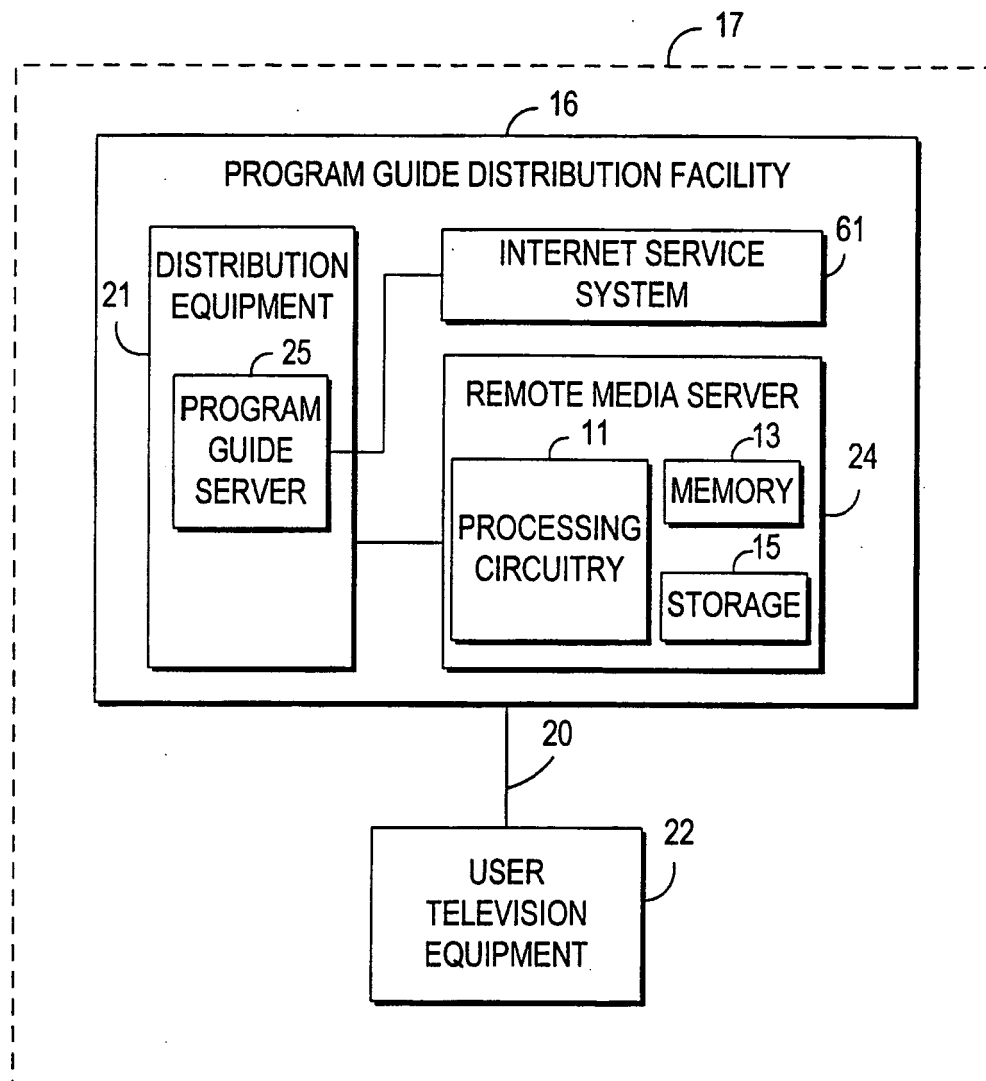 17
16
PROGRAM GUIDE DISTRIBUTION FACILITY
61
DISTRIBUTION
EQUIPMENT
INTERNET SERVICE
SYSTEM
21
25
PROGRAM
GUIDE
SERVER
REMOTE MEDIA SERVER
11
13
24
MEMORY
PROCESSING
CIRCUITRY
15
STORAGE
20
22
USER
TELEVISION
EQUIPMENT